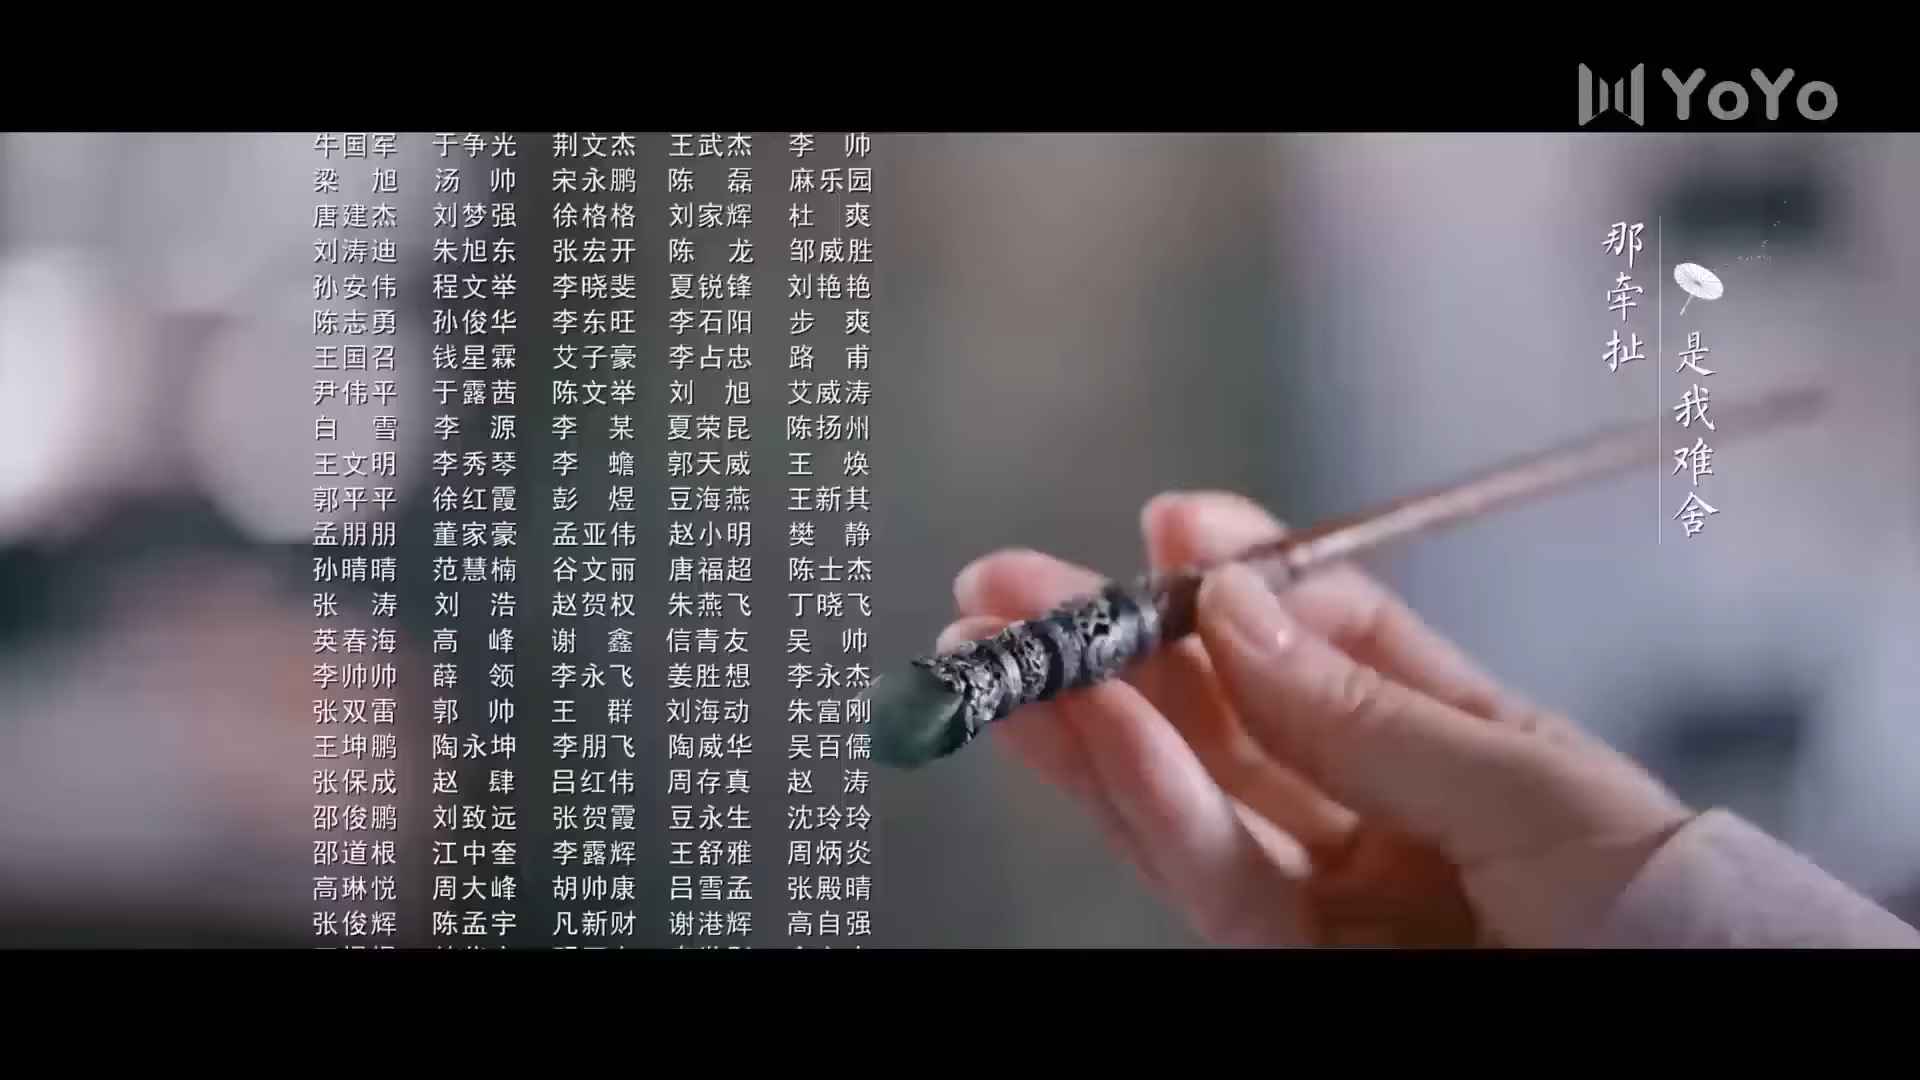 YoYo
牛国军 于争光 荆文杰 王武杰 李 帅
梁 旭 汤 帅 宋永鹏 陈 磊 麻乐园
唐建杰 刘梦强 徐格格 刘家辉 杜 爽
刘涛迪 朱旭东 张宏开 陈 龙 邹威胜
孙安伟 程文举 李晓斐 夏锐锋 刘艳艳
陈志勇 孙俊华 李东旺 李石阳 步 爽
王国召 钱星霖 艾子豪 李占忠 路 甫
尹伟平 于露茜 陈文举 刘 旭 艾威涛
白 雪 李 源 李 某 夏荣昆 陈扬州
王文明 李秀琴 李 蟾 郭天威 王 焕
郭平平 徐红霞 彭 煜 豆海燕 王新其
孟朋朋 董家豪 孟亚伟 赵小明 樊 静
孙晴晴 范慧楠 谷文丽 唐福超 陈士杰
张 涛 刘 浩 赵贺权 朱燕飞 丁晓飞
英春海 高 峰 谢 鑫 信青友 吴 帅
李帅帅 薛 领 李永飞 姜胜想 李永杰
张双雷 郭 帅 王 群 刘海动 朱富刚
王坤鹏 陶永坤 李朋飞 陶威华 吴百儒
张保成 赵 肆 吕红伟 周存真 赵 涛
邵俊鹏 刘致远 张贺霞 豆永生 沈玲玲
邵道根 江中奎 李露辉 王舒雅 周炳炎
高琳悦 周大峰 胡帅康 吕雪孟 张殿晴
张俊辉 陈孟宇 凡新财 谢港辉 高自强
那牵扯
是我难舍